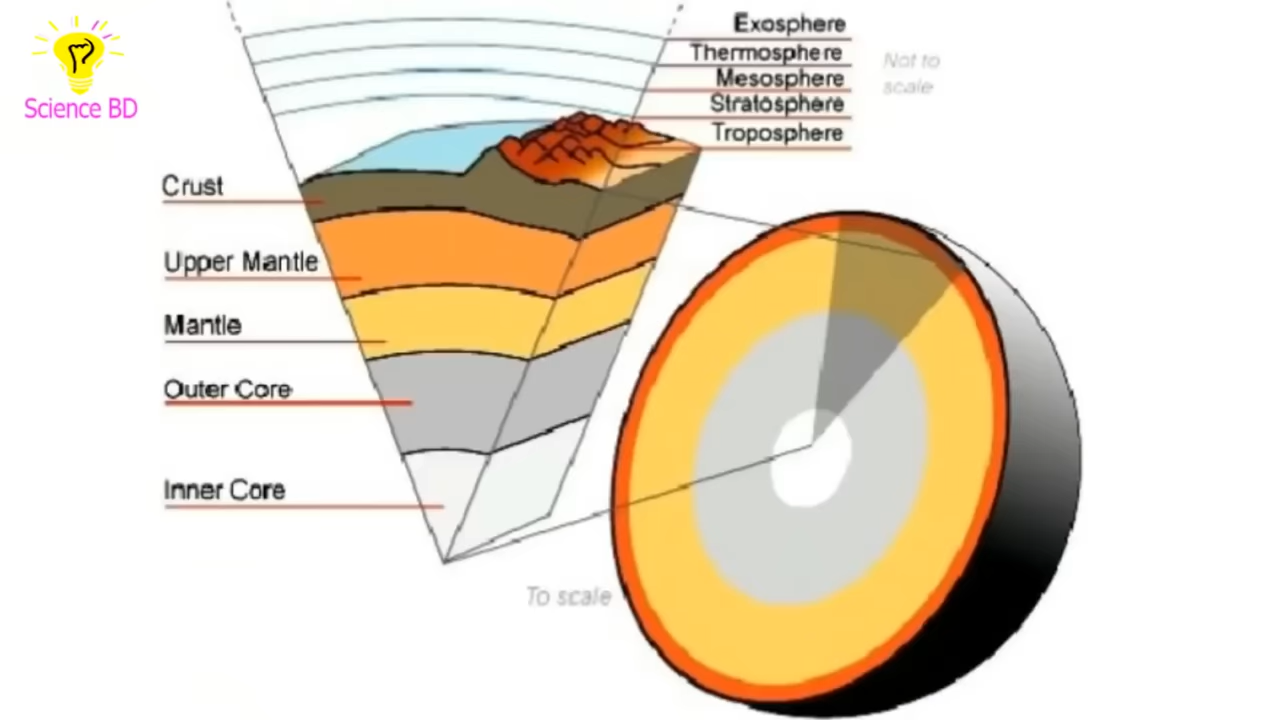 Science BD
Exosphere
Thermosphere
Mesosphere
Stratosphere
Troposphere
Not to
scale
Crust
Upper Mantle
Mantle
Outer Core
Inner Core
To scale